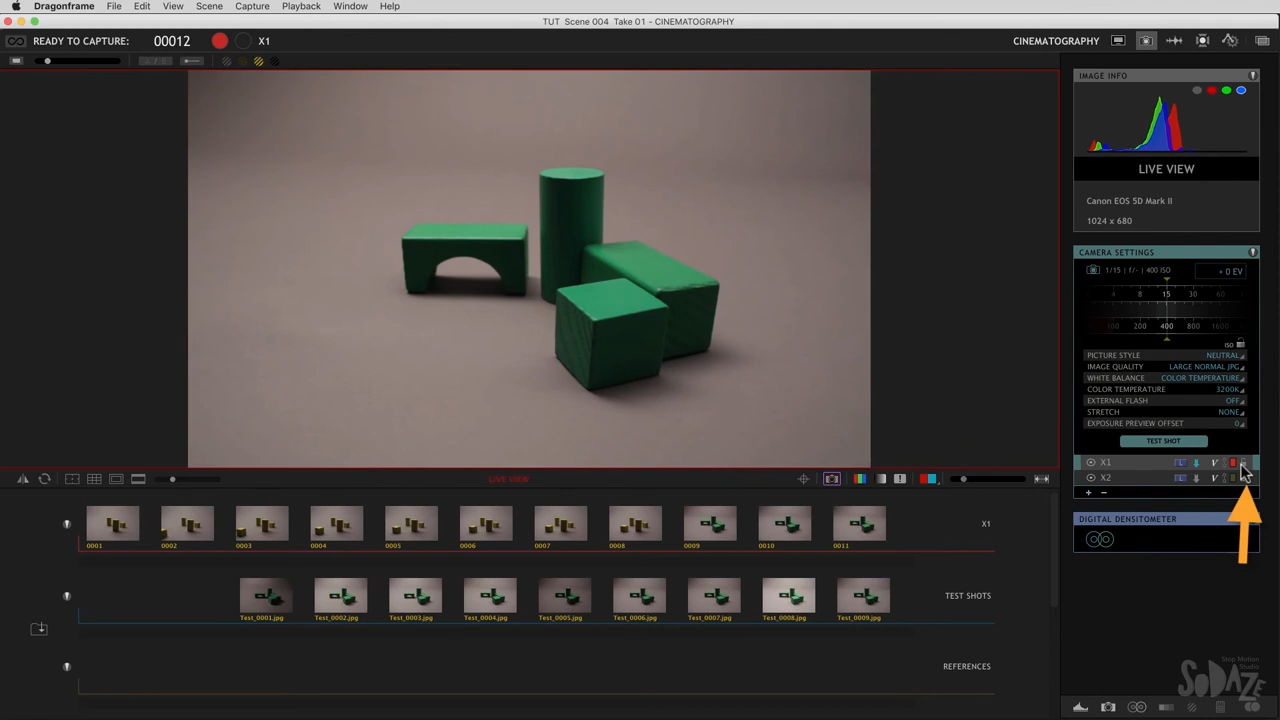 Dragonframe File Edit View Scene Capture Playback Window Help
TUT Scene 004 Take 01 - CINEMATOGRAPHY
READY TO CAPTURE: 00012 X1 CINEMATOGRAPHY
IMAGE INFO
LIVE VIEW
Canon EOS 5D Mark II
1024 x 680
CAMERA SETTINGS
1/15 | f/- | 400 ISO + 0 EV
4 8 15 30 60
100 200 400 800 1600
ISO
PICTURE STYLE NEUTRAL
IMAGE QUALITY LARGE NORMAL JPG
WHITE BALANCE COLOR TEMPERATURE
COLOR TEMPERATURE 3200K
EXTERNAL FLASH OFF
STRETCH NONE
EXPOSURE PREVIEW OFFSET 0
TEST SHOT
X1 L V
X2 L V
+ −
DIGITAL DENSITOMETER
LIVE VIEW
X1
0001 0002 0003 0004 0005 0006 0007 0008 0009 0010 0011
TEST SHOTS
Test_0001.jpg Test_0002.jpg Test_0003.jpg Test_0004.jpg Test_0005.jpg Test_0006.jpg Test_0007.jpg Test_0008.jpg Test_0009.jpg
REFERENCES
Stop Motion
Studio
SODAZE